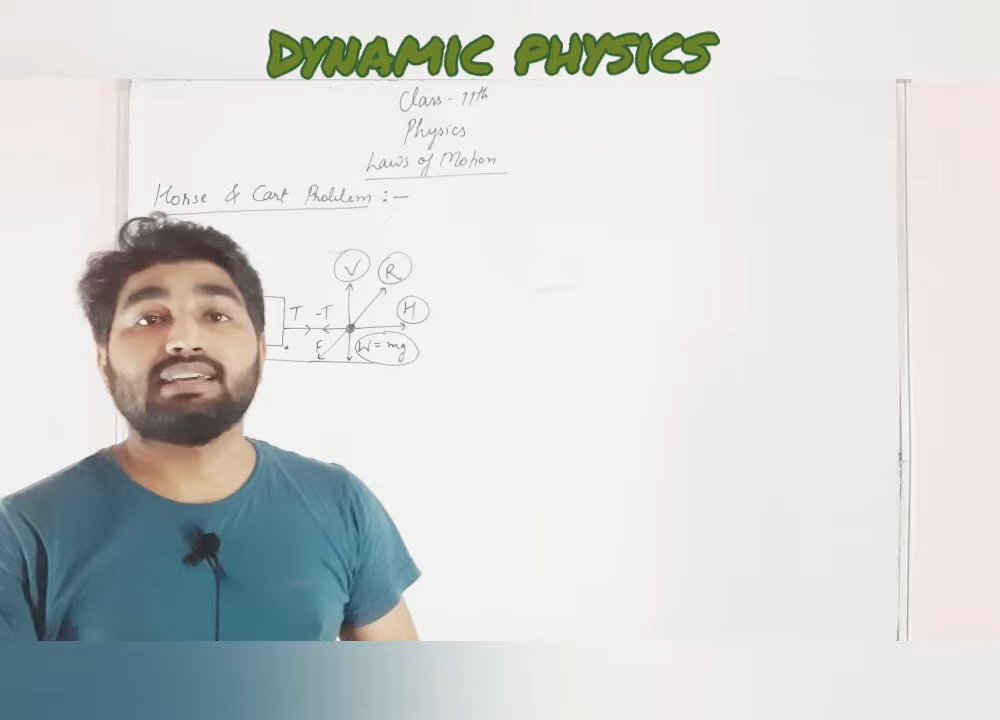 DYNAMIC PHYSICS
Class - 11th
Physics
Laws of Motion
Horse & Cart Problem :-
V R
T -T H
F W = mg